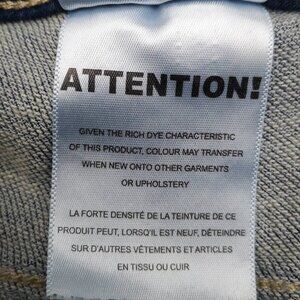 ATTENTION!
GIVEN THE RICH DYE CHARACTERISTIC
OF THIS PRODUCT, COLOUR MAY TRANSFER
WHEN NEW ONTO OTHER GARMENTS
OR UPHOLSTERY
LA FORTE DENSITÉ DE LA TEINTURE DE CE
PRODUIT PEUT, LORSQU'IL EST NEUF, DÉTEINDRE
SUR D'AUTRES VÊTEMENTS ET ARTICLES
EN TISSU OU CUIR